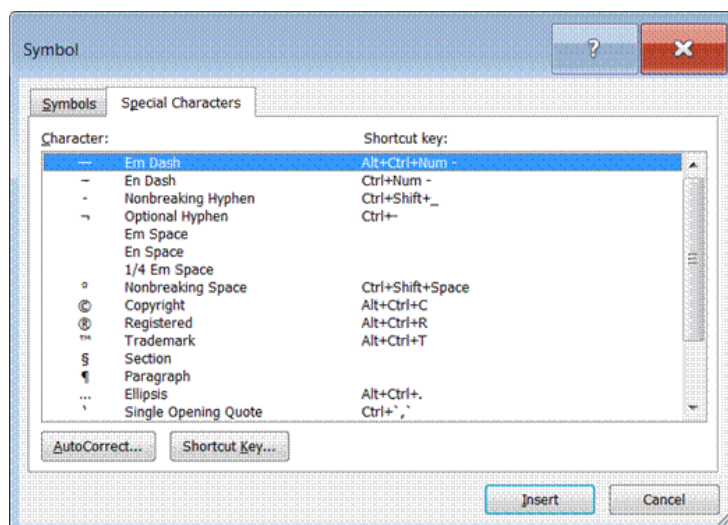 Symbol
?
Symbols Special Characters
Character: Shortcut key:
— Em Dash Alt+Ctrl+Num -
– En Dash Ctrl+Num -
- Nonbreaking Hyphen Ctrl+Shift+_
¬ Optional Hyphen Ctrl+-
Em Space
En Space
1/4 Em Space
° Nonbreaking Space Ctrl+Shift+Space
© Copyright Alt+Ctrl+C
® Registered Alt+Ctrl+R
™ Trademark Alt+Ctrl+T
§ Section
¶ Paragraph
… Ellipsis Alt+Ctrl+.
‘ Single Opening Quote Ctrl+`,`
AutoCorrect... Shortcut Key...
Insert Cancel